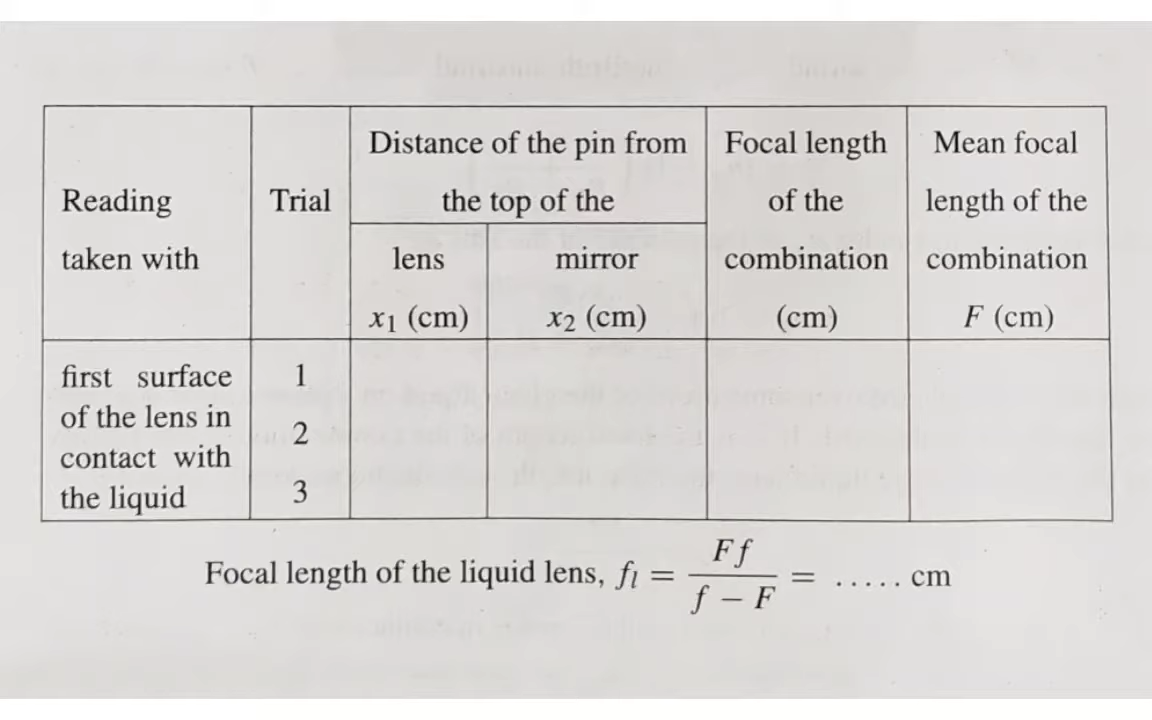 Distance of the pin from Focal length Mean focal
Reading Trial the top of the of the length of the
taken with lens mirror combination combination
x₁ (cm) x₂ (cm) (cm) F (cm)
first surface 1
of the lens in
2
contact with
the liquid 3
Focal length of the liquid lens, fₗ = Ff / f − F = ..... cm